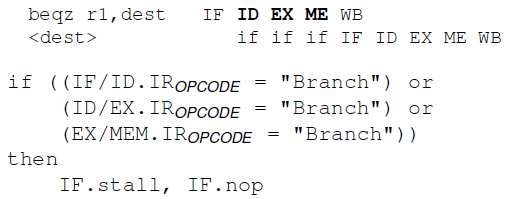 beqz r1,dest IF ID EX ME WB
<dest> if if if IF ID EX ME WB
if ((IF/ID.IROPCODE = "Branch") or
(ID/EX.IROPCODE = "Branch") or
(EX/MEM.IROPCODE = "Branch"))
then
IF.stall, IF.nop